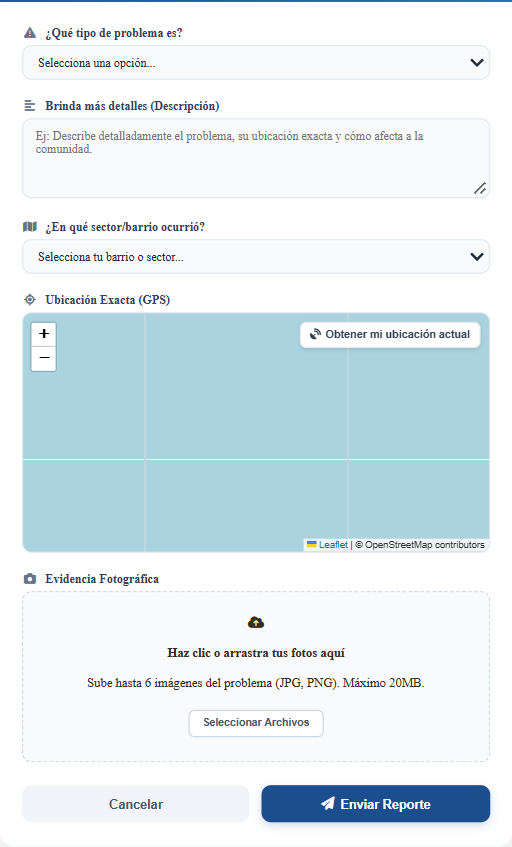 ¿Qué tipo de problema es?
Selecciona una opción...
Brinda más detalles (Descripción)
Ej: Describe detalladamente el problema, su ubicación exacta y cómo afecta a la
comunidad.
¿En qué sector/barrio ocurrió?
Selecciona tu barrio o sector...
Ubicación Exacta (GPS)
+
Obtener mi ubicación actual
−
Leaflet | © OpenStreetMap contributors
Evidencia Fotográfica
Haz clic o arrastra tus fotos aquí
Sube hasta 6 imágenes del problema (JPG, PNG). Máximo 20MB.
Seleccionar Archivos
Cancelar
Enviar Reporte